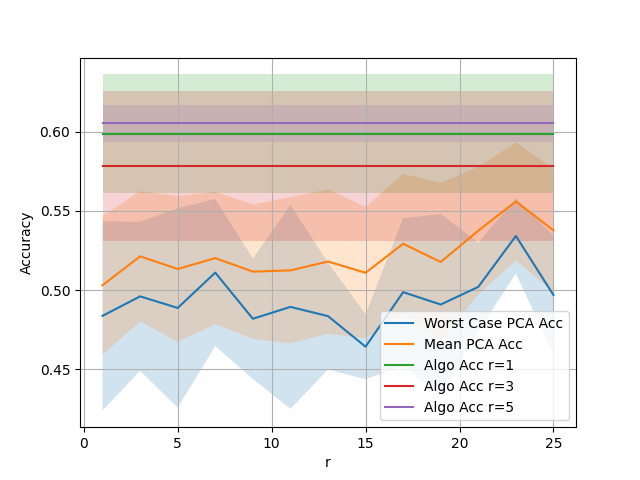 0.60
0.55
0.50
0.45
Accuracy
0 5 10 15 20 25
r
Worst Case PCA Acc
Mean PCA Acc
Algo Acc r=1
Algo Acc r=3
Algo Acc r=5